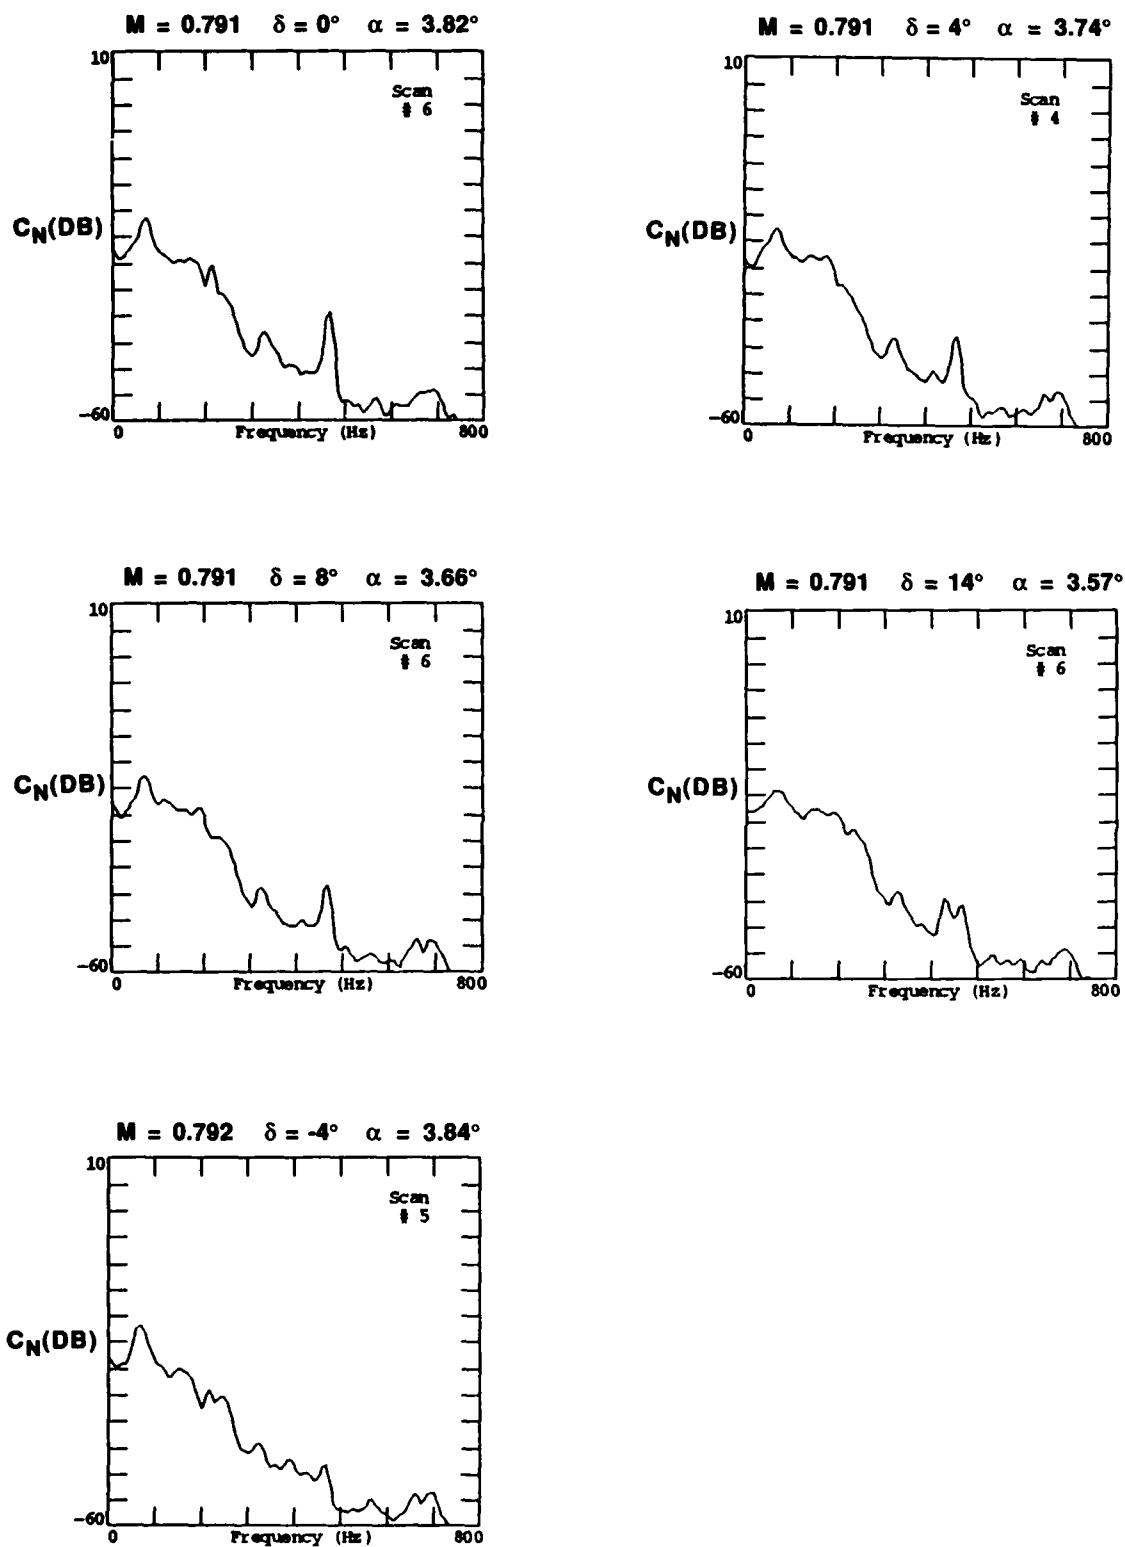 M = 0.791 δ = 0° α = 3.82°
10
Scan
# 6
C_N(DB)
-60
0 Frequency (Hz) 800
M = 0.791 δ = 4° α = 3.74°
10
Scan
# 4
C_N(DB)
-60
0 Frequency (Hz) 800
M = 0.791 δ = 8° α = 3.66°
10
Scan
# 6
C_N(DB)
-60
0 Frequency (Hz) 800
M = 0.791 δ = 14° α = 3.57°
10
Scan
# 6
C_N(DB)
-60
0 Frequency (Hz) 800
M = 0.792 δ = -4° α = 3.84°
10
Scan
# 5
C_N(DB)
-60
0 Frequency (Hz) 800